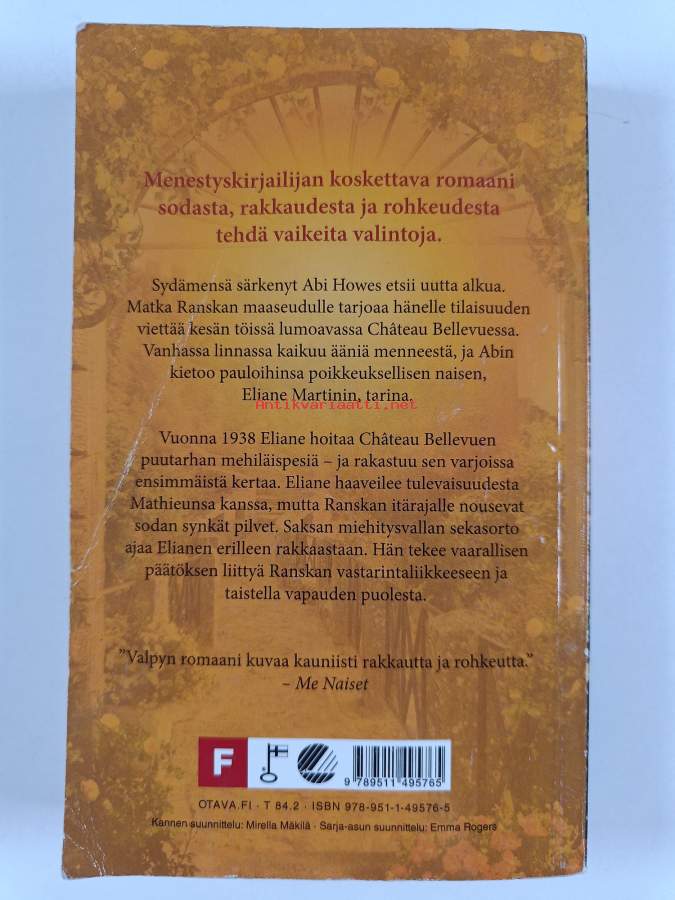 Menestyskirjailijan koskettava romaani
sodasta, rakkaudesta ja rohkeudesta
tehdä vaikeita valintoja.
Sydämensä särkenyt Abi Howes etsii uutta alkua.
Matka Ranskan maaseudulle tarjoaa hänelle tilaisuuden
viettää kesän töissä lumoavassa Château Bellevuessa.
Vanhassa linnassa kaikuu ääniä menneestä, ja Abin
kietoo pauloihinsa poikkeuksellisen naisen,
Eliane Martinin, tarina.
Antikvariaatti.net
Vuonna 1938 Eliane hoitaa Château Bellevuen
puutarhan mehiläispesiä – ja rakastuu sen varjoissa
ensimmäistä kertaa. Eliane haaveilee tulevaisuudesta
Mathieunsa kanssa, mutta Ranskan itärajalle nousevat
sodan synkät pilvet. Saksan miehitysvallan sekasorto
ajaa Elianen erilleen rakkaastaan. Hän tekee vaarallisen
päätöksen liittyä Ranskan vastarintaliikkeeseen ja
taistella vapauden puolesta.
”Valpyn romaani kuvaa kauniisti rakkautta ja rohkeutta.”
– Me Naiset
F
9 789511 495765
OTAVA.FI · T 84.2 · ISBN 978-951-1-49576-5
Kannen suunnittelu: Mirella Mäkilä · Sarja-asun suunnittelu: Emma Rogers